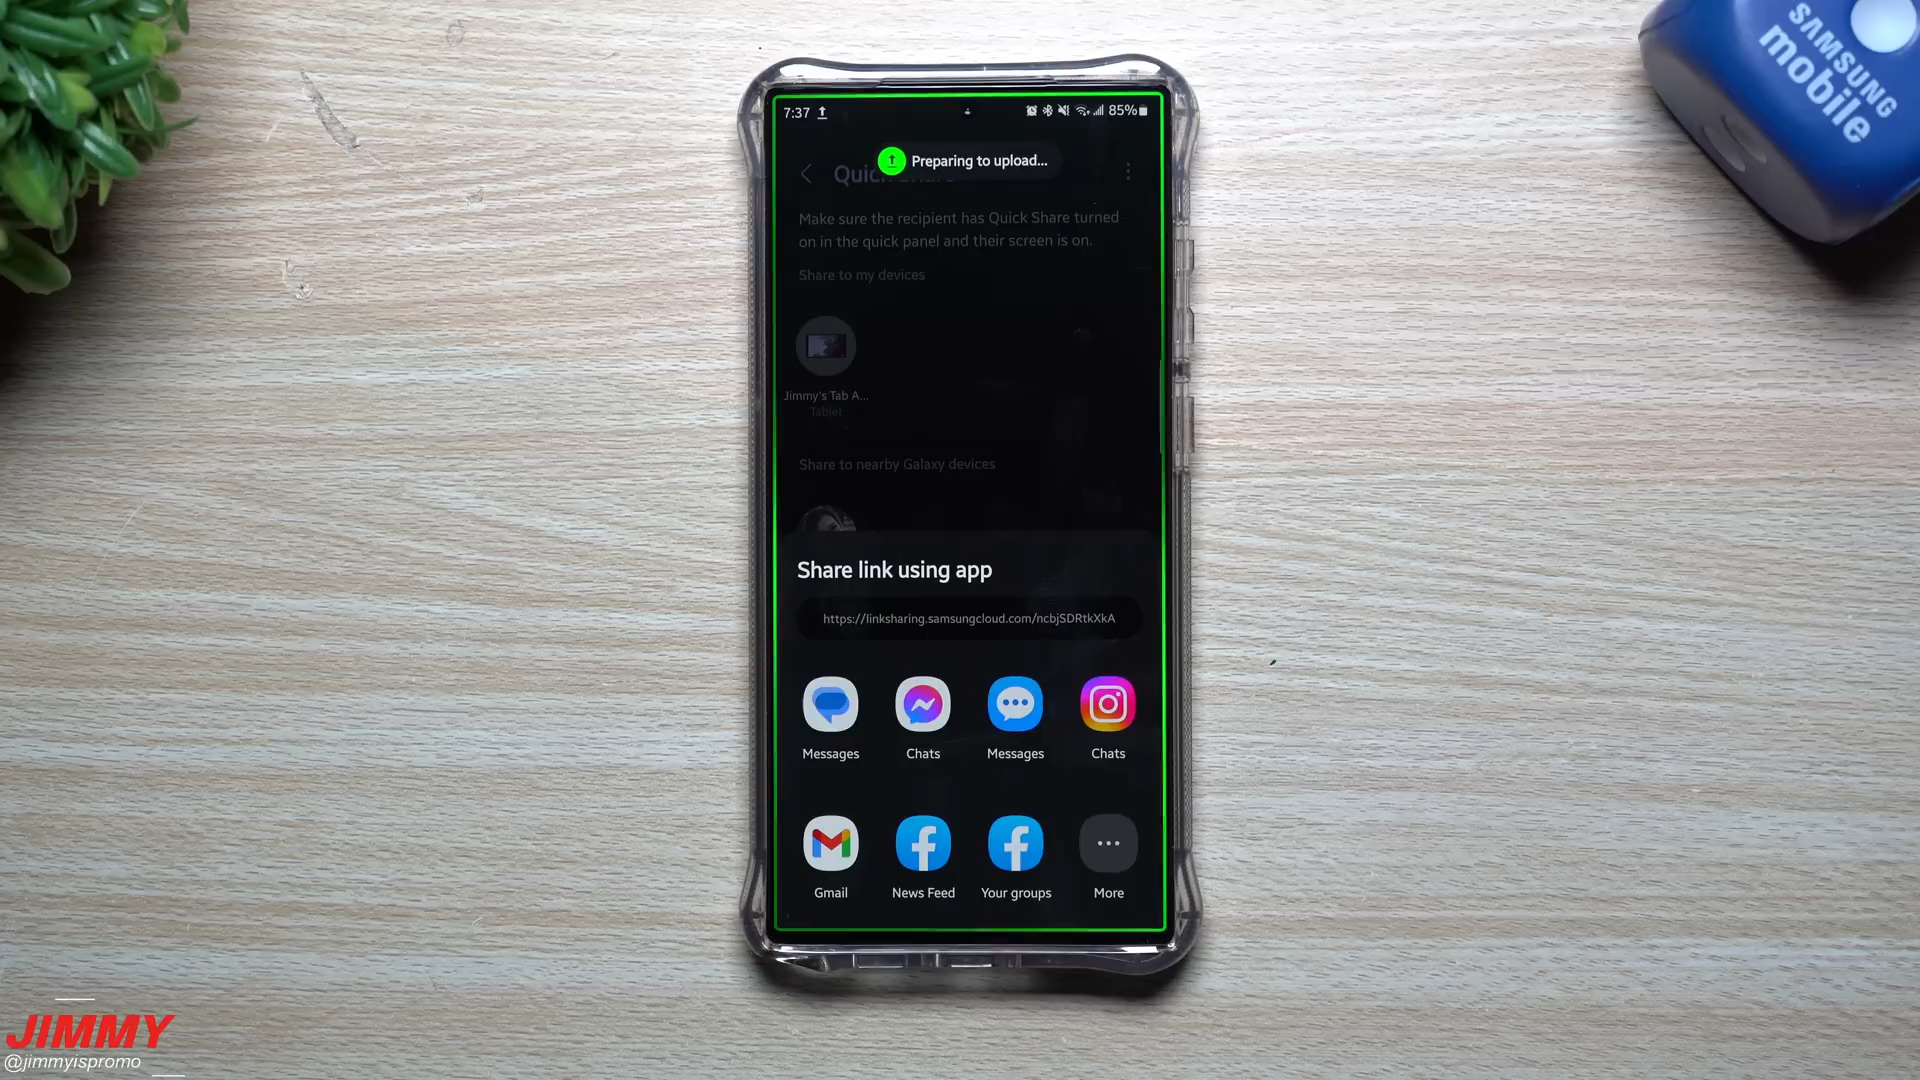 SAMSUNG
mobile
7:37
85%
Preparing to upload...
Make sure the recipient has Quick Share turned
on in the quick panel and their screen is on.
Share to my devices
Jimmy's Tab A...
Tablet
Share to nearby Galaxy devices
Share link using app
https://linksharing.samsungcloud.com/ncbjSDRtkXkA
Messages
Chats
Messages
Chats
Gmail
News Feed
Your groups
More
JIMMY
@jimmyispromo